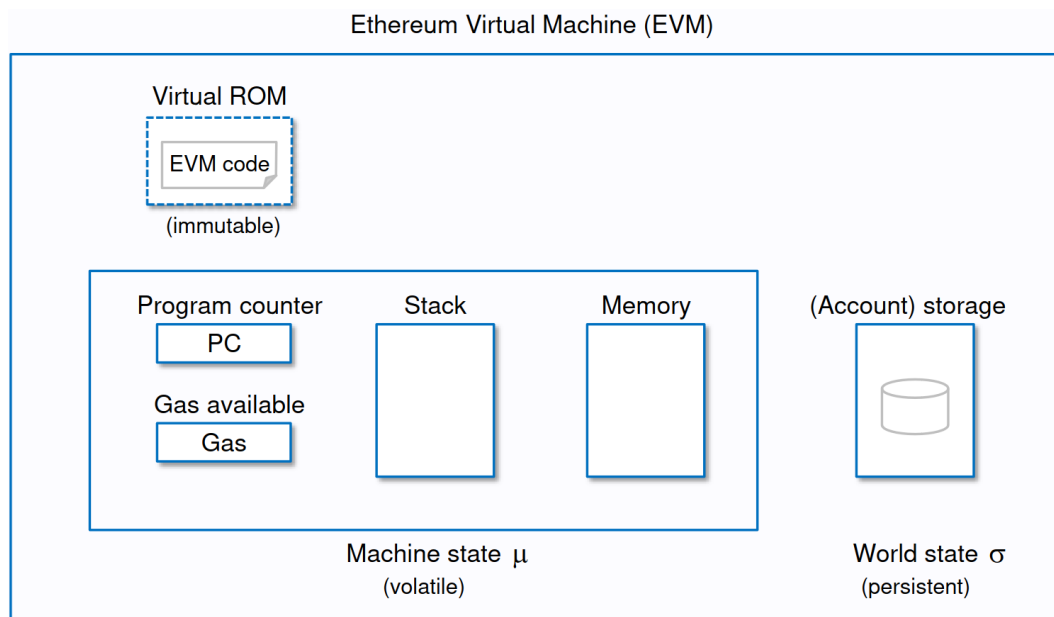 Ethereum Virtual Machine (EVM)
Virtual ROM
EVM code
(immutable)
Program counter
PC
Gas available
Gas
Stack
Memory
(Account) storage
Machine state μ
(volatile)
World state σ
(persistent)